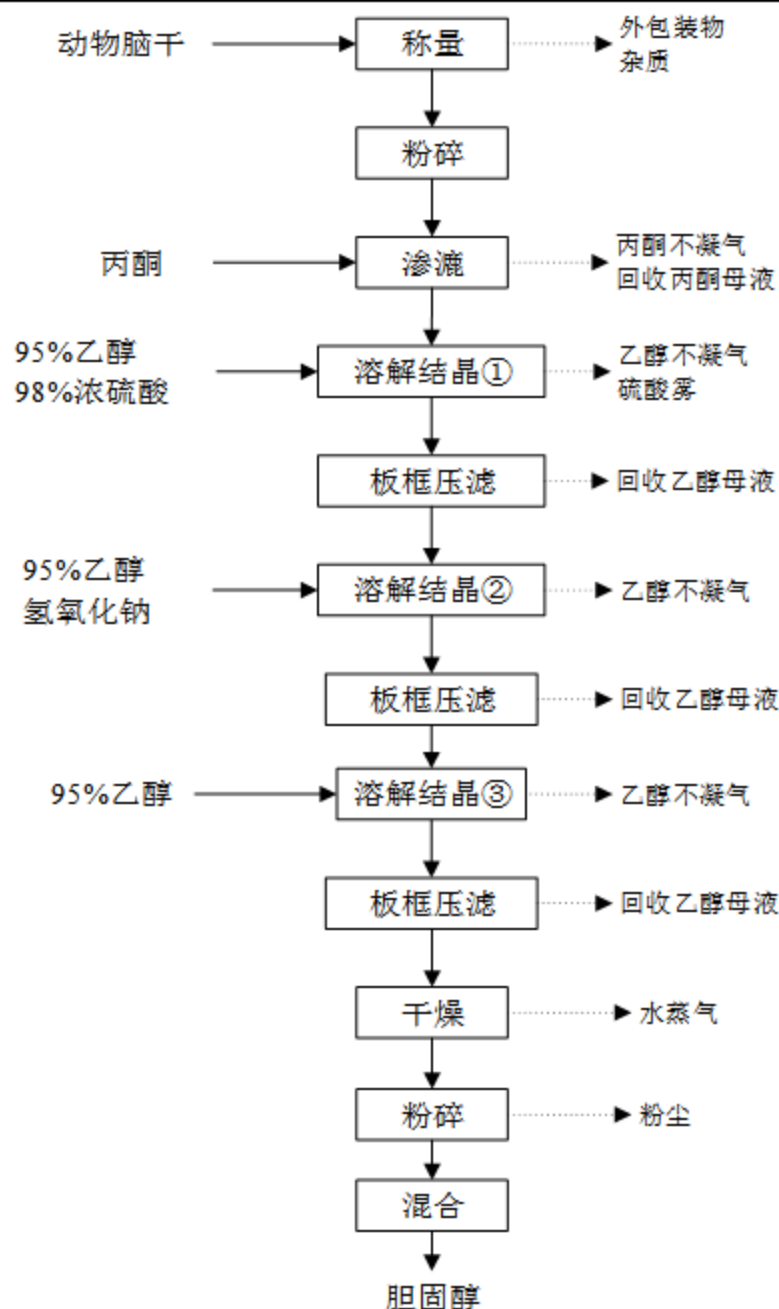 动物脑干
称量
外包装物
杂质
粉碎
丙酮
渗漉
丙酮不凝气
回收丙酮母液
95%乙醇
98%浓硫酸
溶解结晶①
乙醇不凝气
硫酸雾
板框压滤
回收乙醇母液
95%乙醇
氢氧化钠
溶解结晶②
乙醇不凝气
板框压滤
回收乙醇母液
95%乙醇
溶解结晶③
乙醇不凝气
板框压滤
回收乙醇母液
干燥
水蒸气
粉碎
粉尘
混合
胆固醇